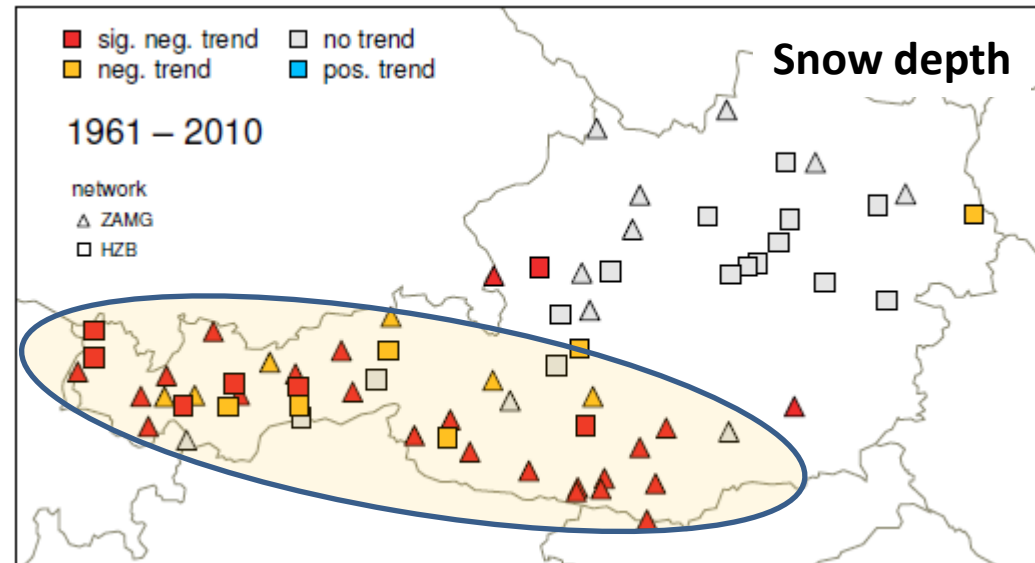 sig. neg. trend no trend
neg. trend pos. trend
Snow depth
1961 – 2010
network
ZAMG
HZB